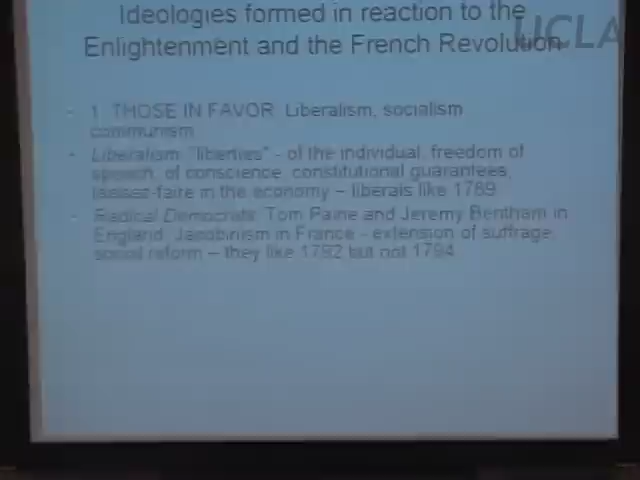 Ideologies formed in reaction to the
UCLA
Enlightenment and the French Revolution
- 1. THOSE IN FAVOR: Liberalism, socialism
communism
- Liberalism: "liberties" - of the individual, freedom of
speech, of conscience, constitutional guarantees,
laissez-faire in the economy – liberals like 1789
- Radical Democrats: Tom Paine and Jeremy Bentham in
England, Jacobinism in France - extension of suffrage,
social reform – they like 1792 but not 1794